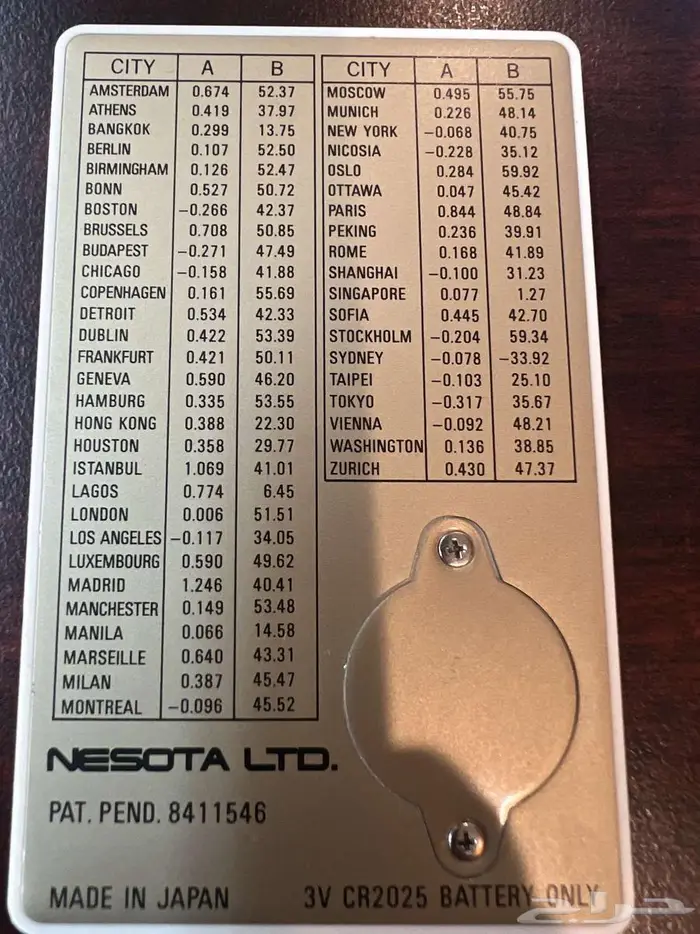 CITY A B
AMSTERDAM 0.674 52.37
ATHENS 0.419 37.97
BANGKOK 0.299 13.75
BERLIN 0.107 52.50
BIRMINGHAM 0.126 52.47
BONN 0.527 50.72
BOSTON −0.266 42.37
BRUSSELS 0.708 50.85
BUDAPEST −0.271 47.49
CHICAGO −0.158 41.88
COPENHAGEN 0.161 55.69
DETROIT 0.534 42.33
DUBLIN 0.422 53.39
FRANKFURT 0.421 50.11
GENEVA 0.590 46.20
HAMBURG 0.335 53.55
HONG KONG 0.388 22.30
HOUSTON 0.358 29.77
ISTANBUL 1.069 41.01
LAGOS 0.774 6.45
LONDON 0.006 51.51
LOS ANGELES −0.117 34.05
LUXEMBOURG 0.590 49.62
MADRID 1.246 40.41
MANCHESTER 0.149 53.48
MANILA 0.066 14.58
MARSEILLE 0.640 43.31
MILAN 0.387 45.47
MONTREAL −0.096 45.52
CITY A B
MOSCOW 0.495 55.75
MUNICH 0.226 48.14
NEW YORK −0.068 40.75
NICOSIA −0.228 35.12
OSLO 0.284 59.92
OTTAWA 0.047 45.42
PARIS 0.844 48.84
PEKING 0.236 39.91
ROME 0.168 41.89
SHANGHAI −0.100 31.23
SINGAPORE 0.077 1.27
SOFIA 0.445 42.70
STOCKHOLM −0.204 59.34
SYDNEY −0.078 −33.92
TAIPEI −0.103 25.10
TOKYO −0.317 35.67
VIENNA −0.092 48.21
WASHINGTON 0.136 38.85
ZURICH 0.430 47.37
NESOTA LTD.
PAT. PEND. 8411546
MADE IN JAPAN 3V CR2025 BATTERY ONLY
حراج